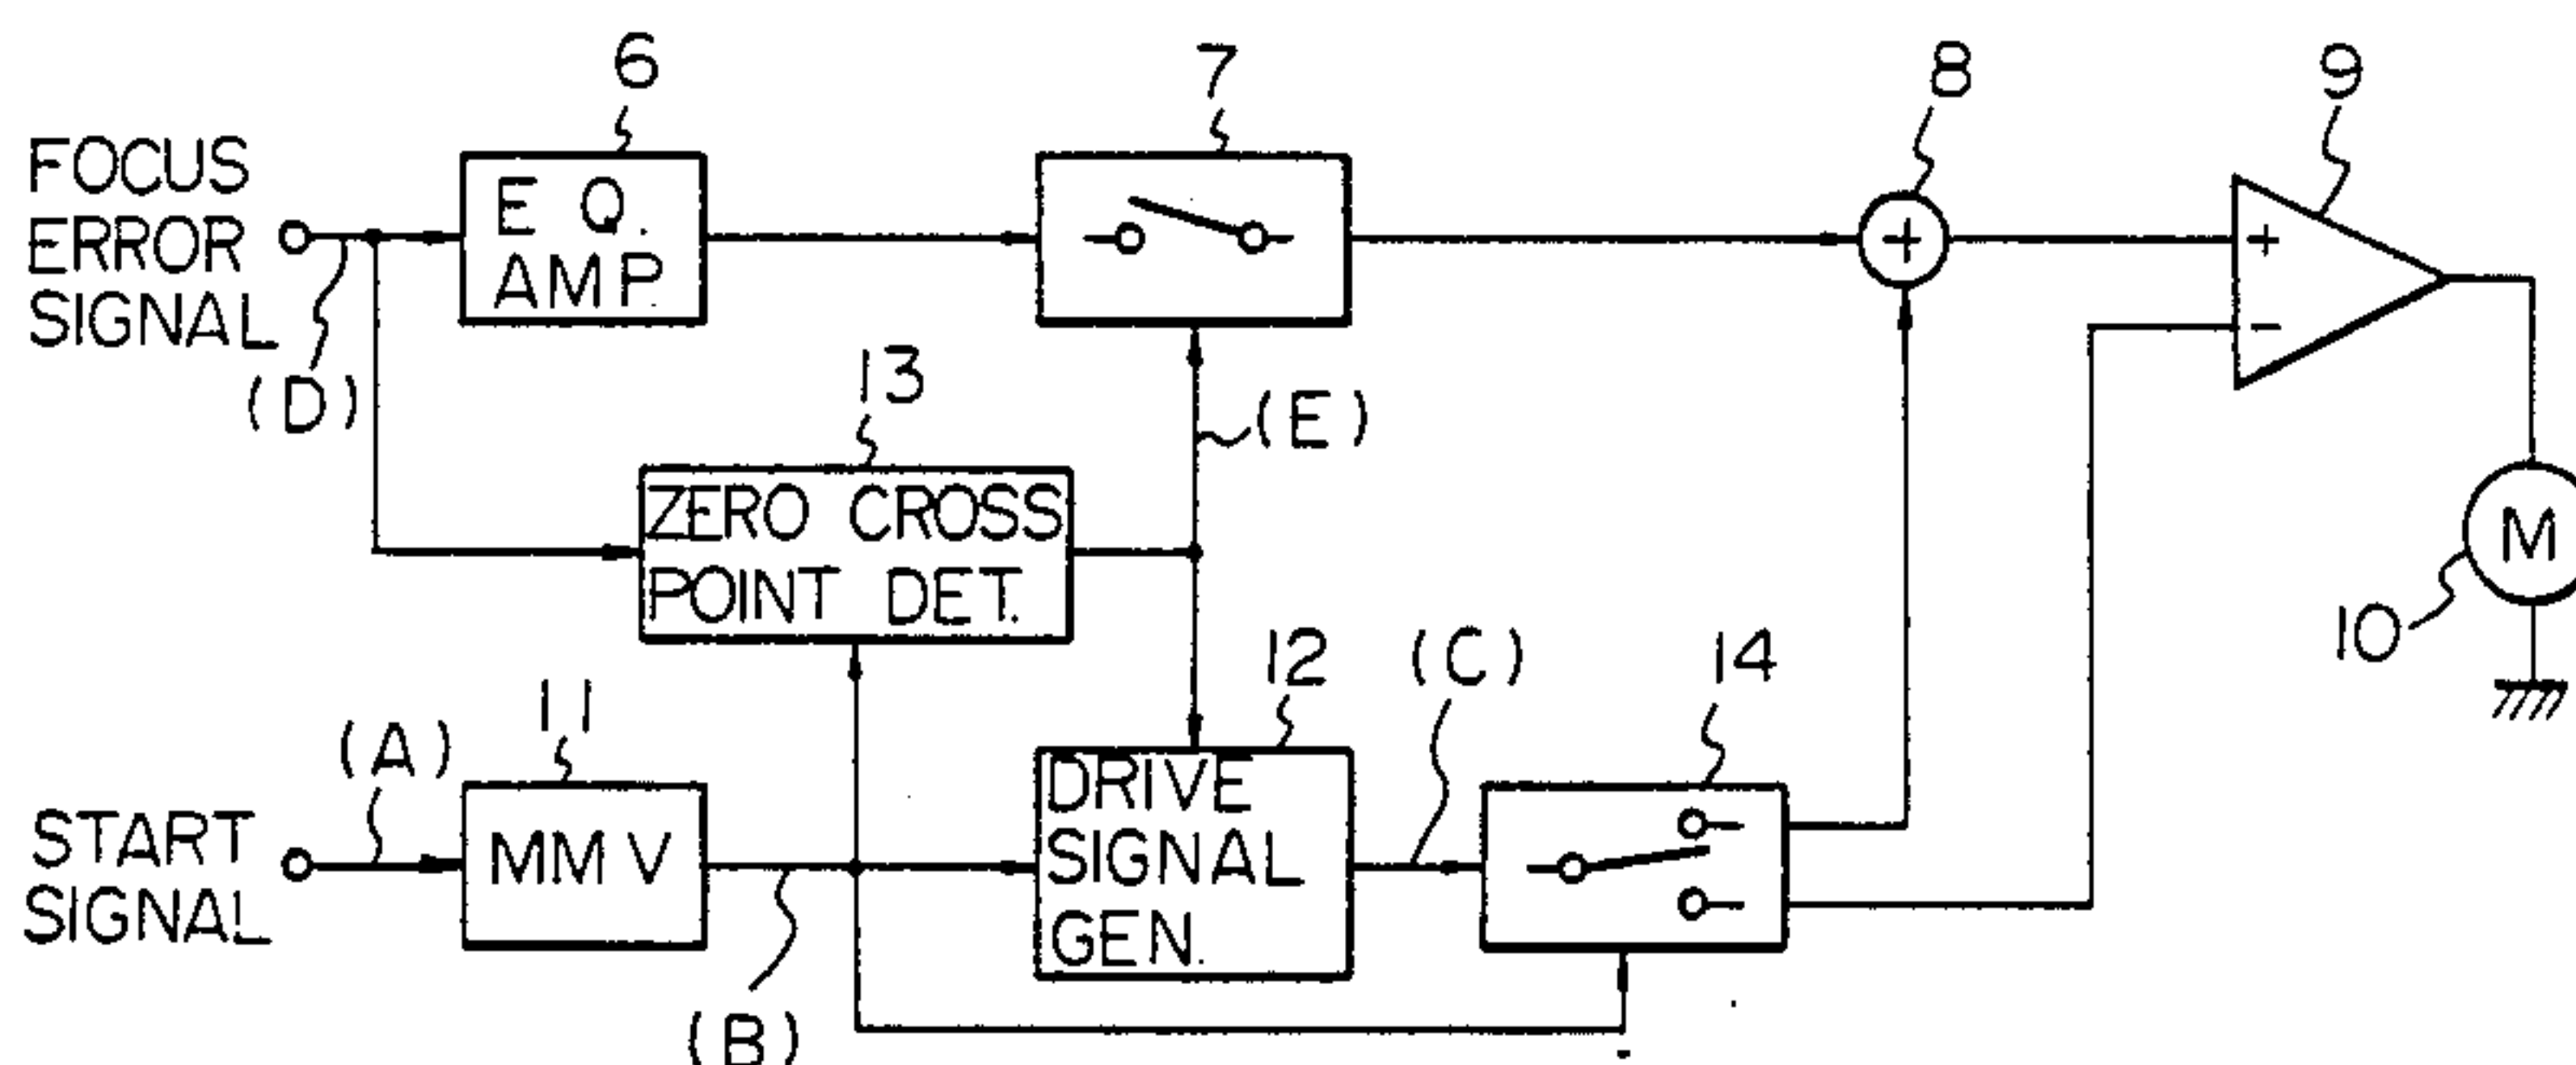 6
7
8
9
FOCUS
ERROR
SIGNAL
E Q.
AMP.
+
+
−
(D)
13
(E)
ZERO CROSS
POINT DET.
M
10
11
12
(C)
14
(A)
START
SIGNAL
MMV
DRIVE
SIGNAL
GEN.
(B)